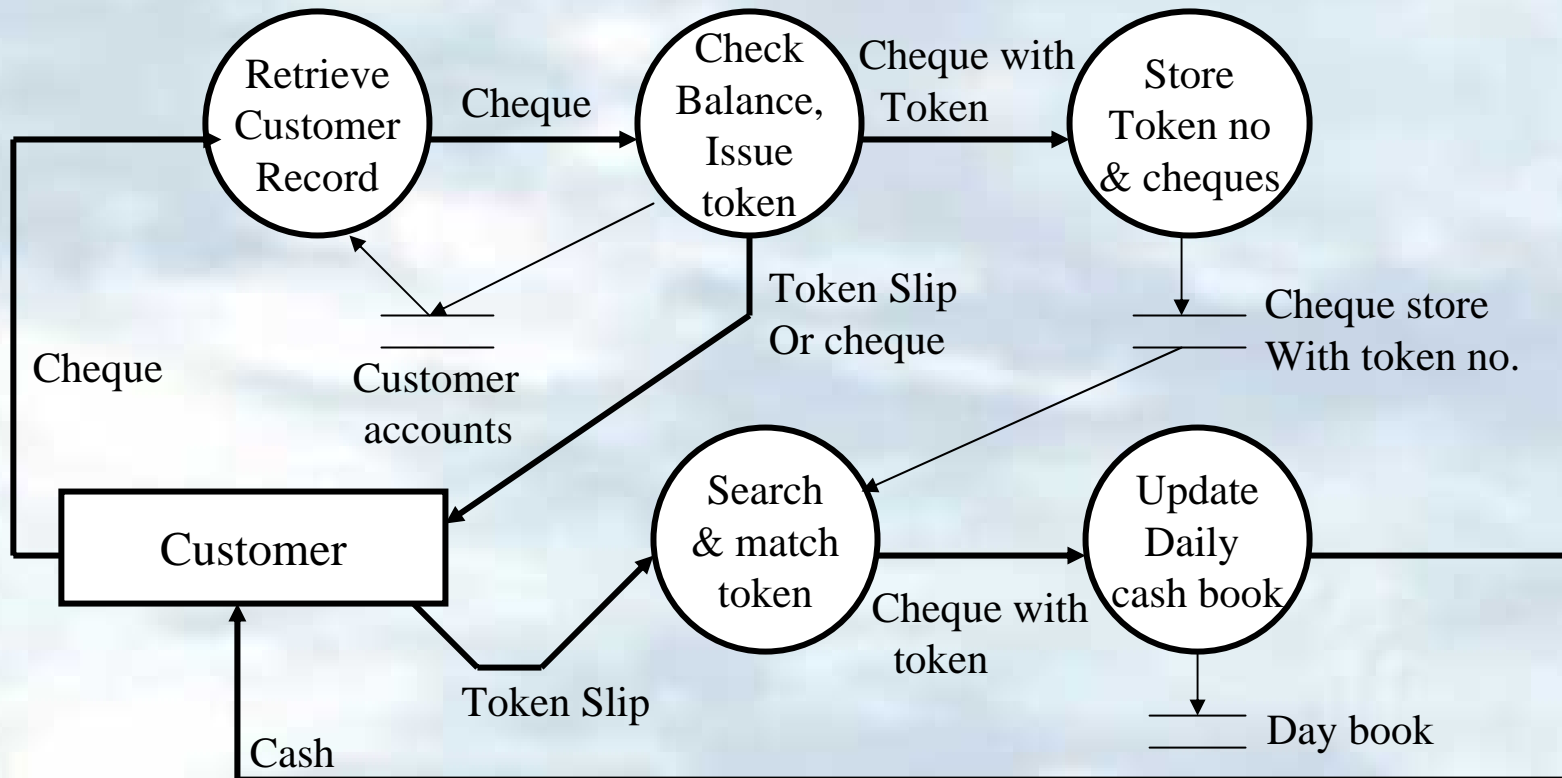 Retrieve
Customer
Record
Cheque
Check
Balance,
Issue
token
Cheque with
Token
Store
Token no
& cheques
Token Slip
Or cheque
Cheque store
With token no.
Cheque
Customer
accounts
Customer
Search
& match
token
Cheque with
token
Update
Daily
cash book
Token Slip
Day book
Cash